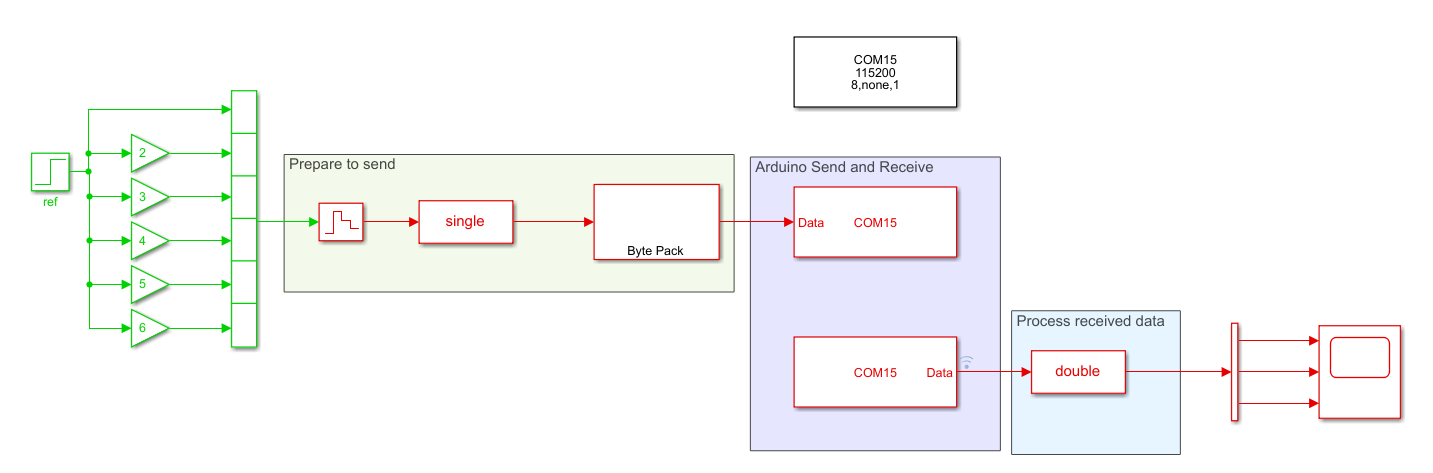 COM15
115200
8,none,1
2
3
4
5
6
ref
Prepare to send
single
Byte Pack
Arduino Send and Receive
Data
COM15
COM15
Data
Process received data
double